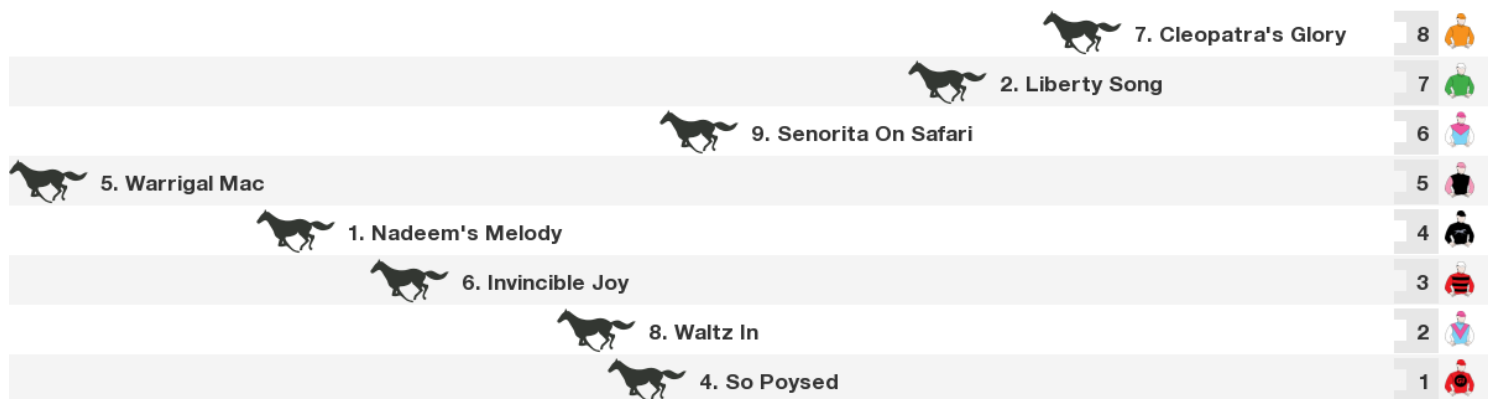 7. Cleopatra's Glory 8
2. Liberty Song 7
9. Senorita On Safari 6
5. Warrigal Mac 5
1. Nadeem's Melody 4
6. Invincible Joy 3
8. Waltz In 2
4. So Poysed 1